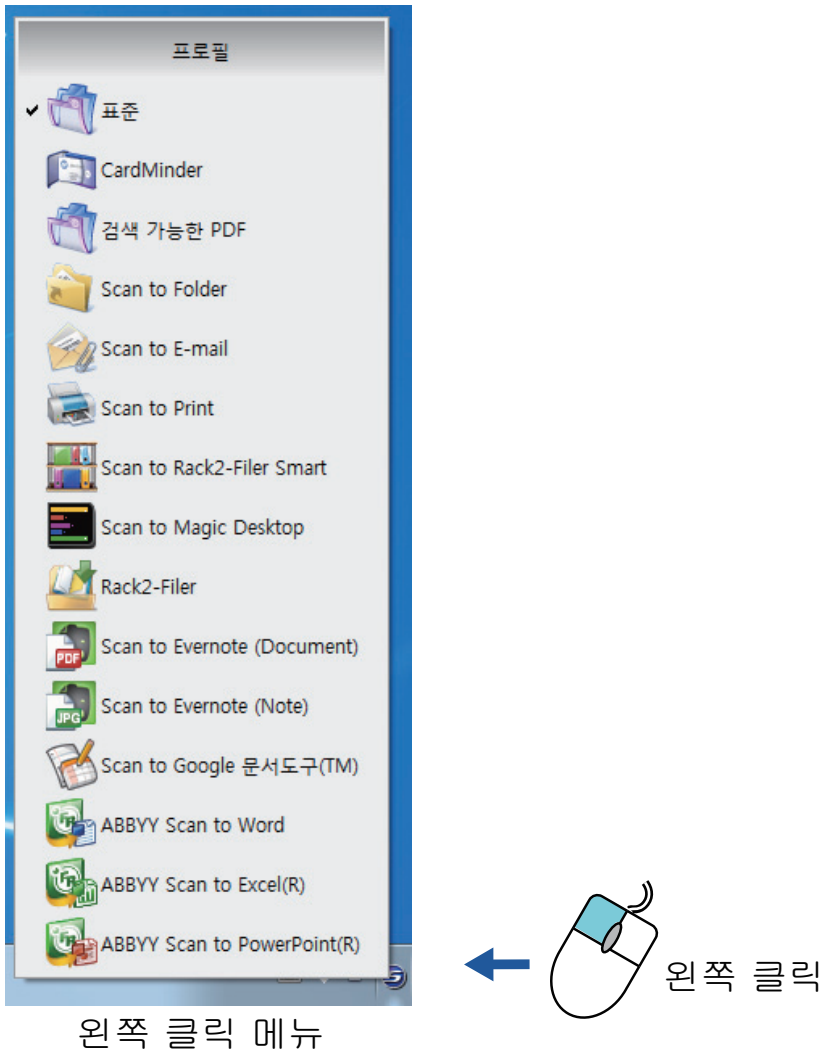 프로필
표준
CardMinder
검색 가능한 PDF
Scan to Folder
Scan to E-mail
Scan to Print
Scan to Rack2-Filer Smart
Scan to Magic Desktop
Rack2-Filer
PDF
Scan to Evernote (Document)
JPG
Scan to Evernote (Note)
Scan to Google 문서도구(TM)
ABBYY Scan to Word
ABBYY Scan to Excel(R)
ABBYY Scan to PowerPoint(R)
왼쪽 클릭
왼쪽 클릭 메뉴